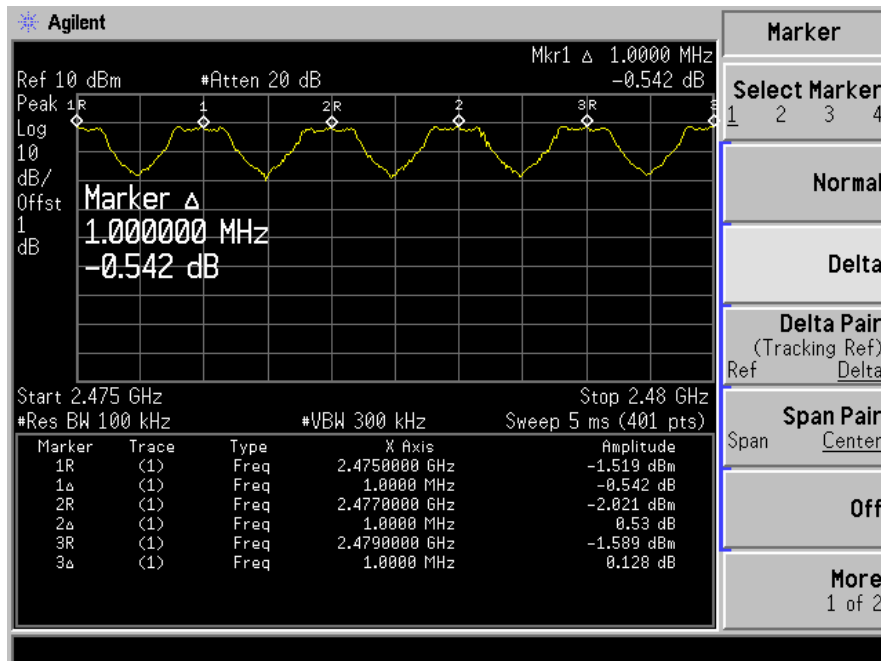 Agilent
Mkr1 Δ 1.0000 MHz
Ref 10 dBm #Atten 20 dB -0.542 dB
Peak
Log
10
dB/
Offst
1
dB
1R 1 2R 2 3R 3
Marker Δ
1.000000 MHz
-0.542 dB
Start 2.475 GHz Stop 2.48 GHz
#Res BW 100 kHz #VBW 300 kHz Sweep 5 ms (401 pts)
Marker Trace Type X Axis Amplitude
1R (1) Freq 2.4750000 GHz -1.519 dBm
1Δ (1) Freq 1.0000 MHz -0.542 dB
2R (1) Freq 2.4770000 GHz -2.021 dBm
2Δ (1) Freq 1.0000 MHz 0.53 dB
3R (1) Freq 2.4790000 GHz -1.589 dBm
3Δ (1) Freq 1.0000 MHz 0.128 dB
Marker
Select Marker
1 2 3 4
Normal
Delta
Delta Pair
(Tracking Ref)
Ref Delta
Span Pair
Span Center
Off
More
1 of 2